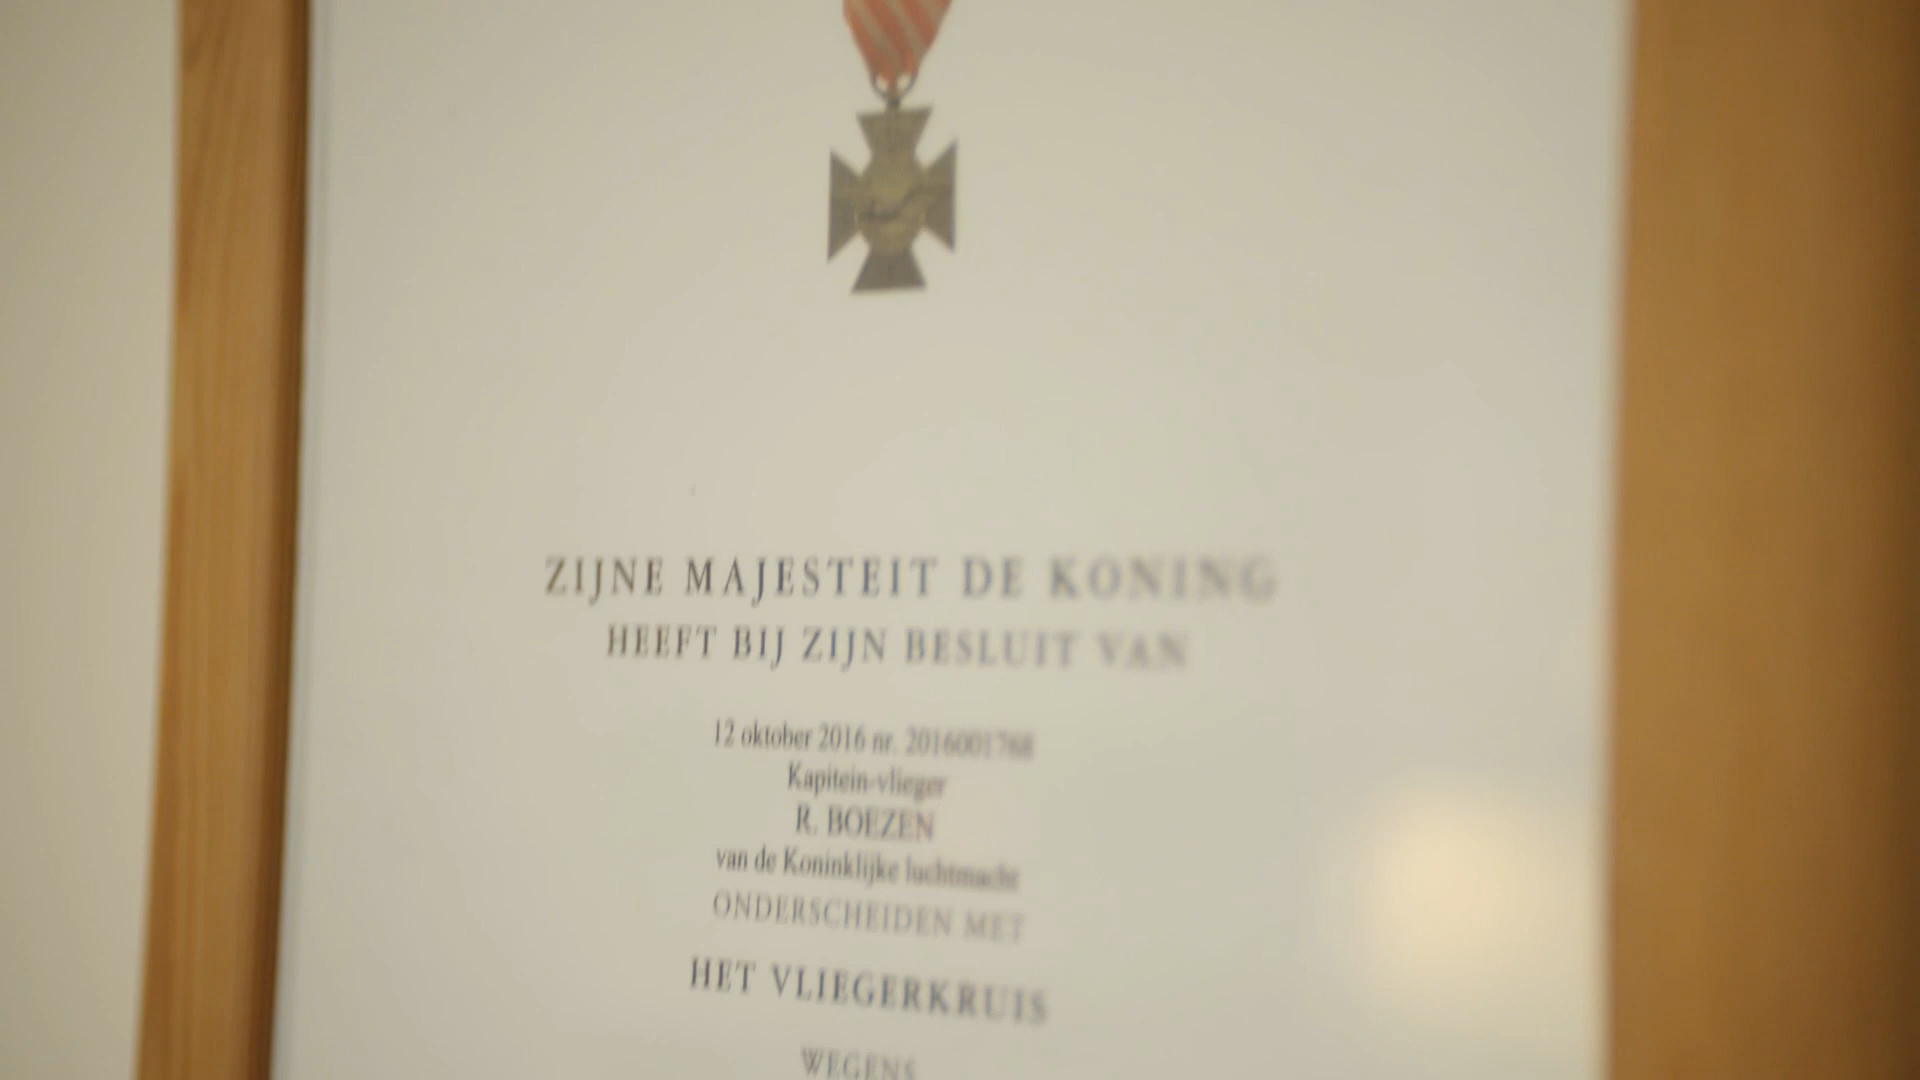 ZIJNE MAJESTEIT DE KONING
HEEFT BIJ ZIJN BESLUIT VAN
12 oktober 2016 nr. 2016001768
Kapitein-vlieger
R. BOEZEN
van de Koninklijke luchtmacht
ONDERSCHEIDEN MET
HET VLIEGERKRUIS
WEGENS